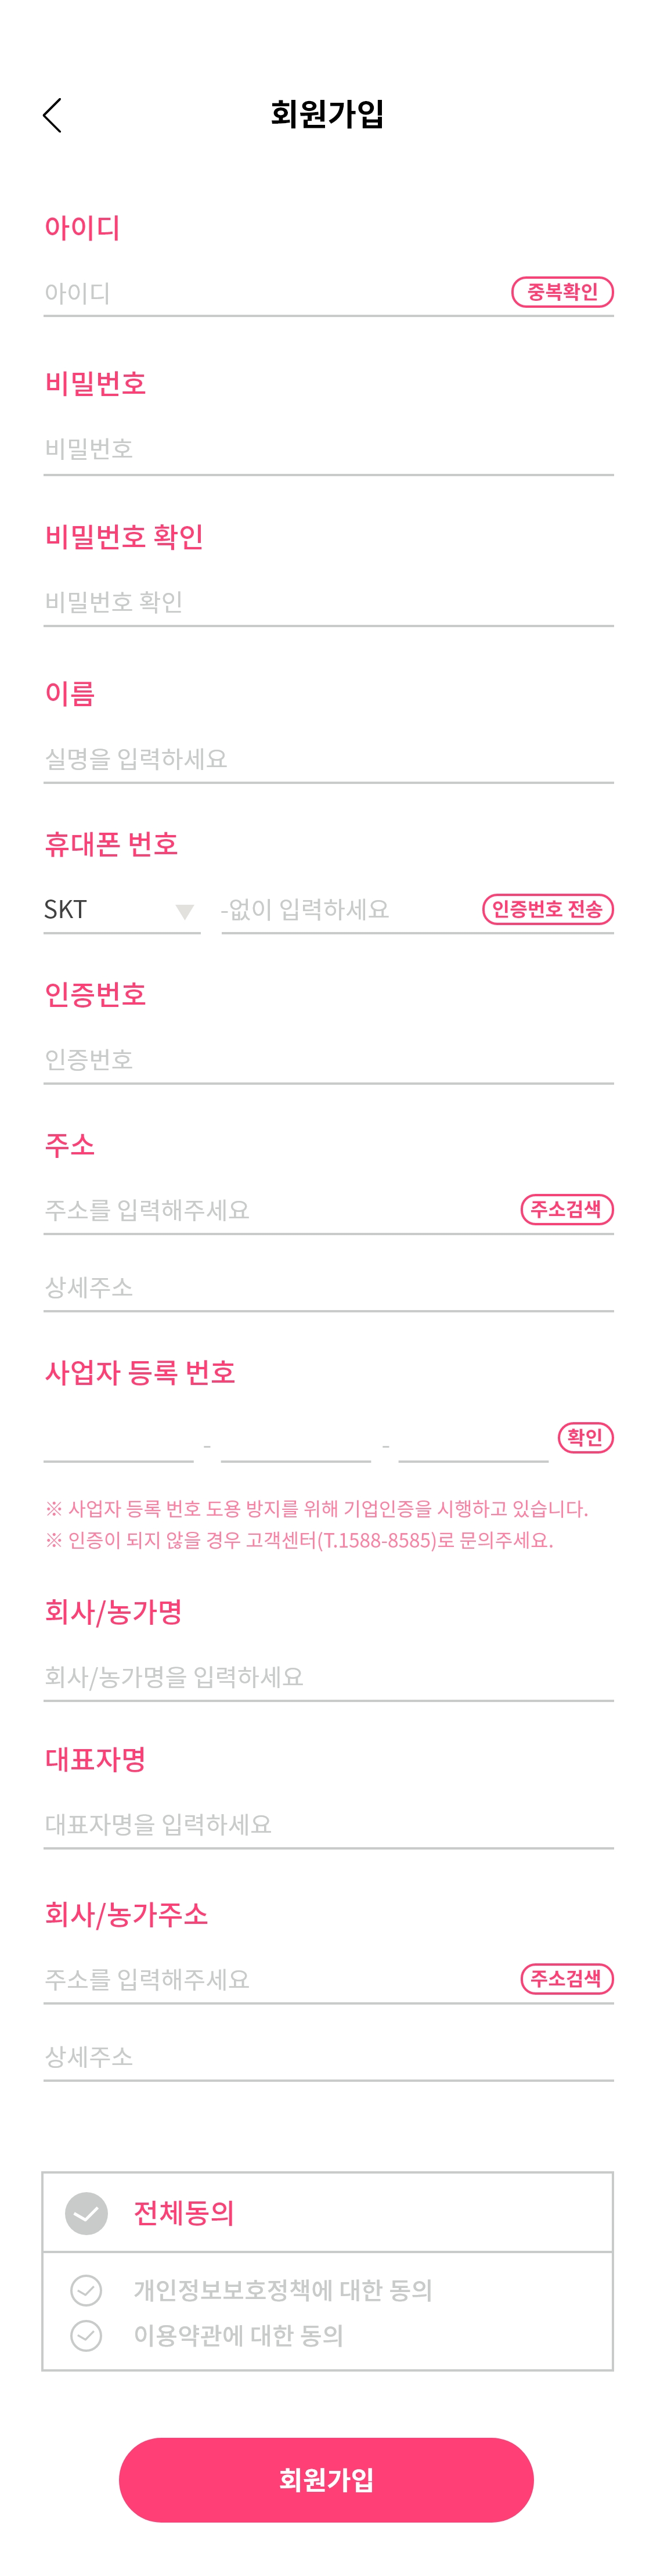 회원가입
아이디
아이디 중복확인
비밀번호
비밀번호
비밀번호 확인
비밀번호 확인
이름
실명을 입력하세요
휴대폰 번호
SKT -없이 입력하세요 인증번호 전송
인증번호
인증번호
주소
주소를 입력해주세요 주소검색
상세주소
사업자 등록 번호
- - 확인
※ 사업자 등록 번호 도용 방지를 위해 기업인증을 시행하고 있습니다.
※ 인증이 되지 않을 경우 고객센터(T.1588-8585)로 문의주세요.
회사/농가명
회사/농가명을 입력하세요
대표자명
대표자명을 입력하세요
회사/농가주소
주소를 입력해주세요 주소검색
상세주소
전체동의
개인정보보호정책에 대한 동의
이용약관에 대한 동의
회원가입